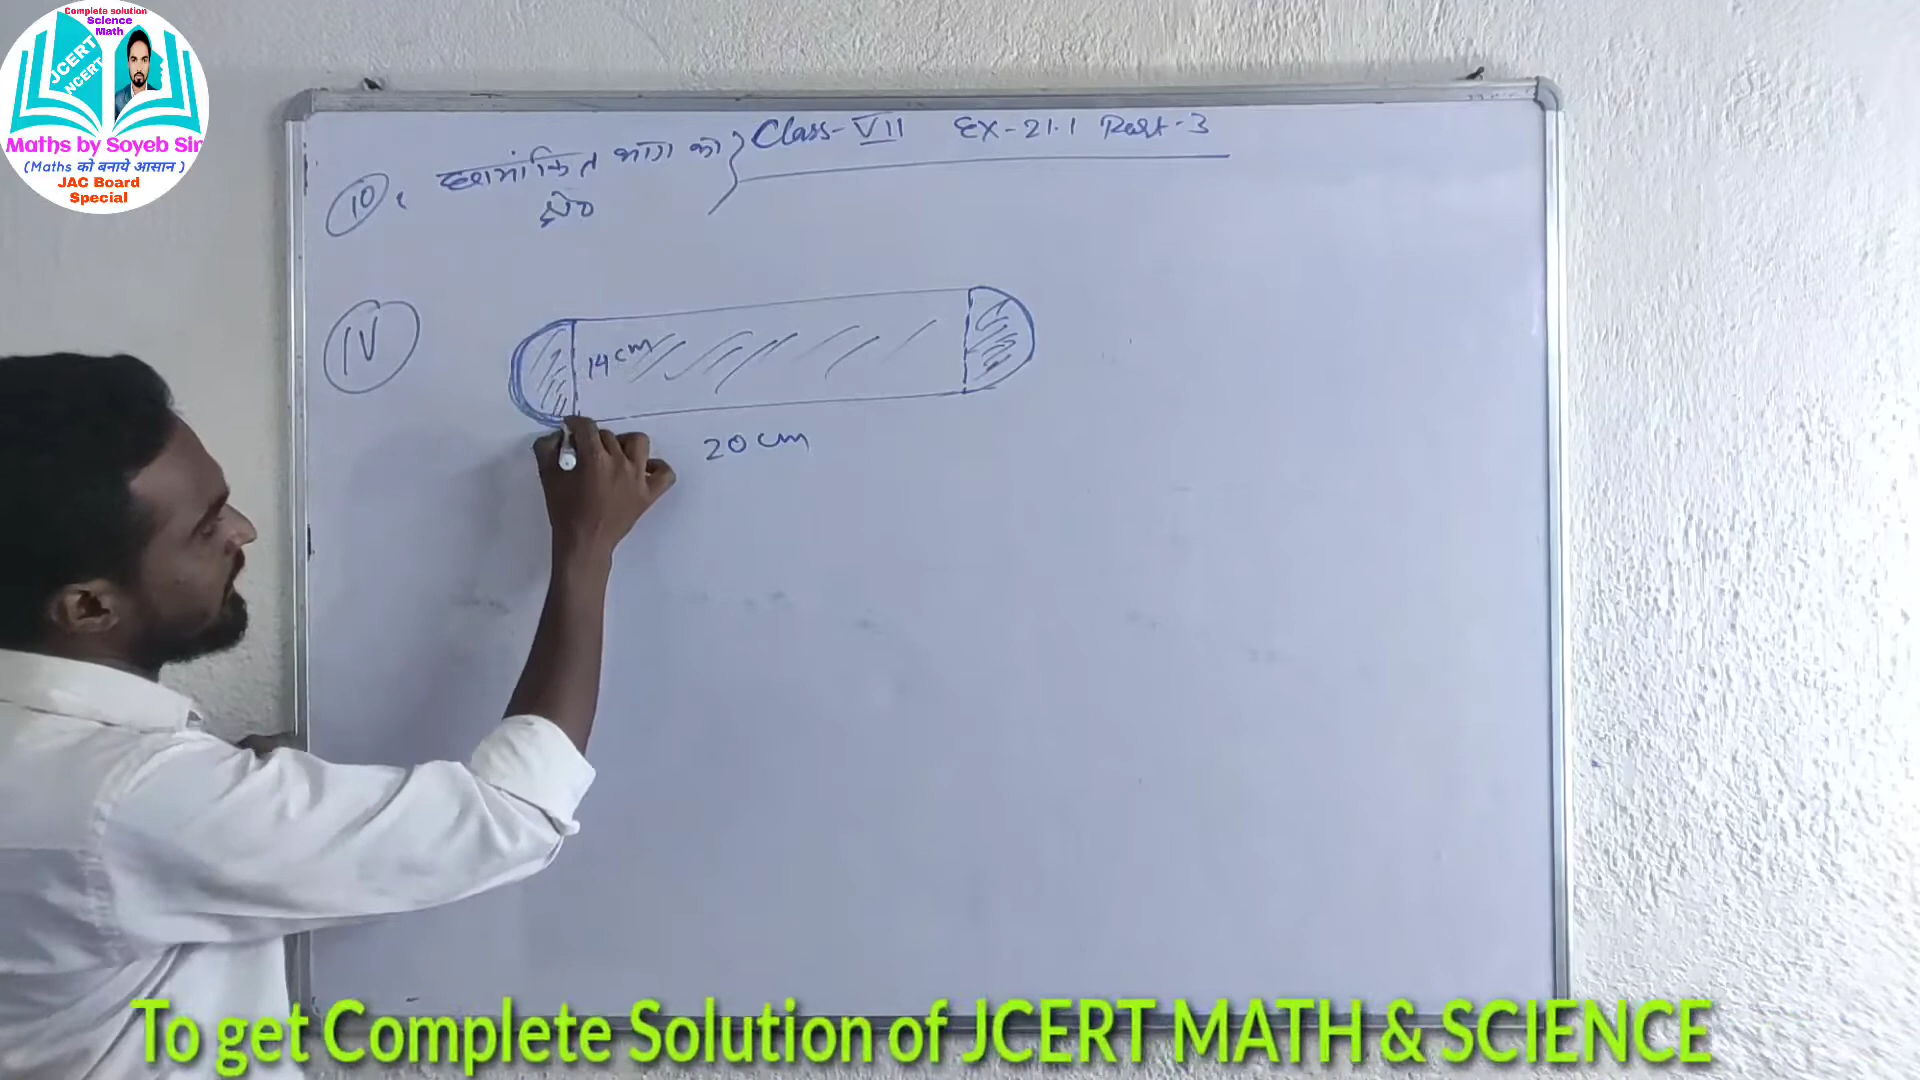 Complete solution
Science
Math
JCERT
NCERT
Maths by Soyeb Sir
(Maths को बनाये आसान )
JAC Board
Special
Class-VII Ex-21.1 Part-3
10. छायांकित भाग का
क्षे०
IV
14cm
20cm
To get Complete Solution of JCERT MATH & SCIENCE